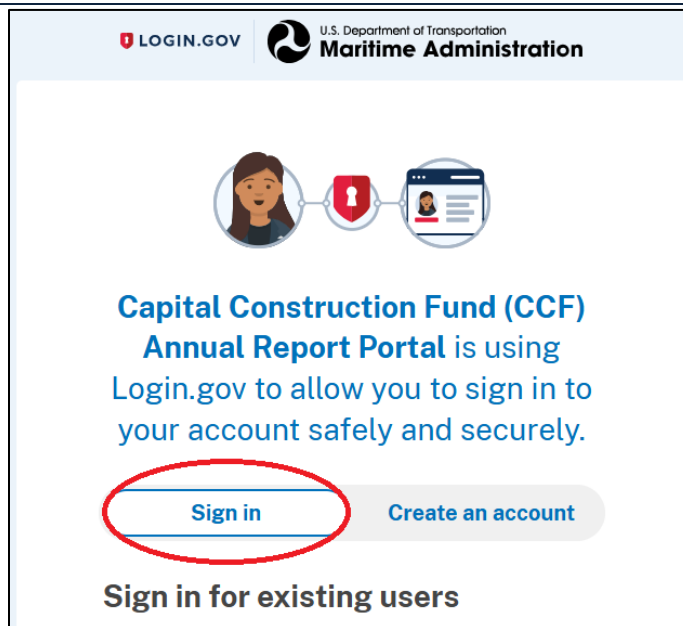 LOGIN.GOV
U.S. Department of Transportation
Maritime Administration
Capital Construction Fund (CCF)
Annual Report Portal is using
Login.gov to allow you to sign in to
your account safely and securely.
Sign in
Create an account
Sign in for existing users